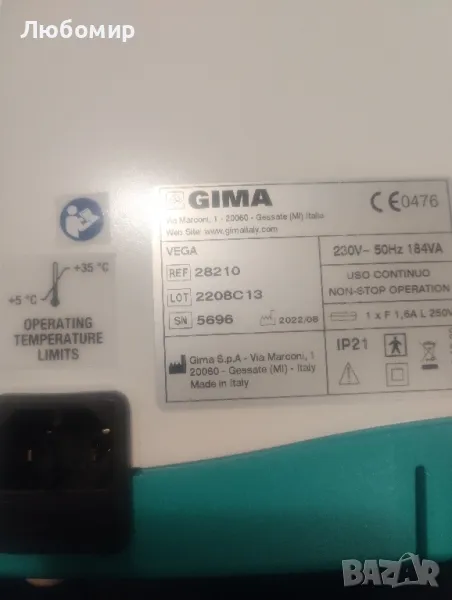 Любомир
GIMA
Via Marconi, 1 - 20060 - Gessate (MI) Italia
Web Site: www.gimaitaly.com
CE0476
VEGA
REF 28210
LOT 2208C13
SN 5696 2022/08
Gima S.p.A - Via Marconi, 1
20060 - Gessate (MI) - Italy
Made in Italy
230V~ 50Hz 184VA
USO CONTINUO
NON-STOP OPERATION
1 x F 1,6A L 250V
IP21
+35 °C
+5 °C
OPERATING
TEMPERATURE
LIMITS
BAZAR